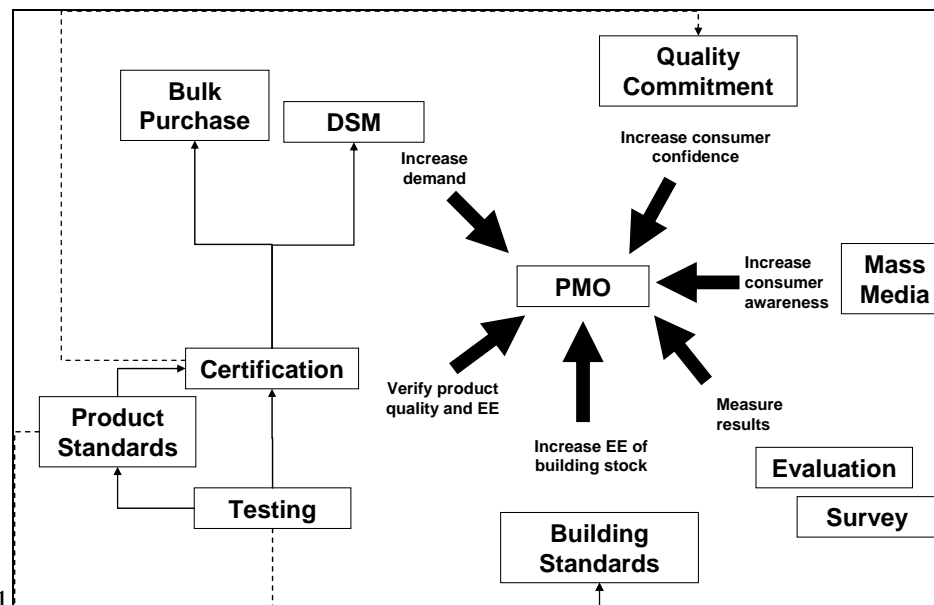 Quality
Commitment
Bulk
Purchase
DSM
Increase consumer
confidence
Increase
demand
PMO
Increase
consumer
awareness
Mass
Media
Certification
Verify product
quality and EE
Product
Standards
Measure
results
Increase EE of
building stock
Evaluation
Testing
Survey
Building
Standards
1